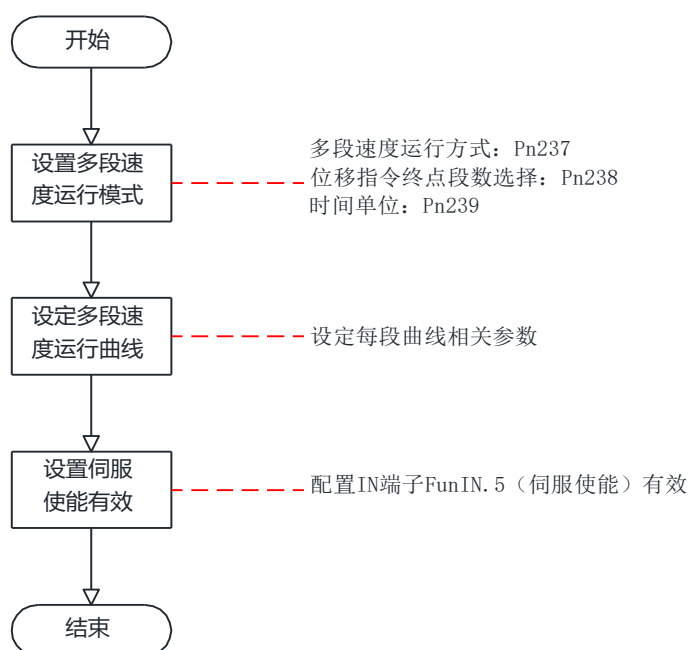 开始
设置多段速
度运行模式
多段速度运行方式：Pn237
位移指令终点段数选择：Pn238
时间单位：Pn239
设定多段速
度运行曲线
设定每段曲线相关参数
设置伺服
使能有效
配置IN端子FunIN.5（伺服使能）有效
结束